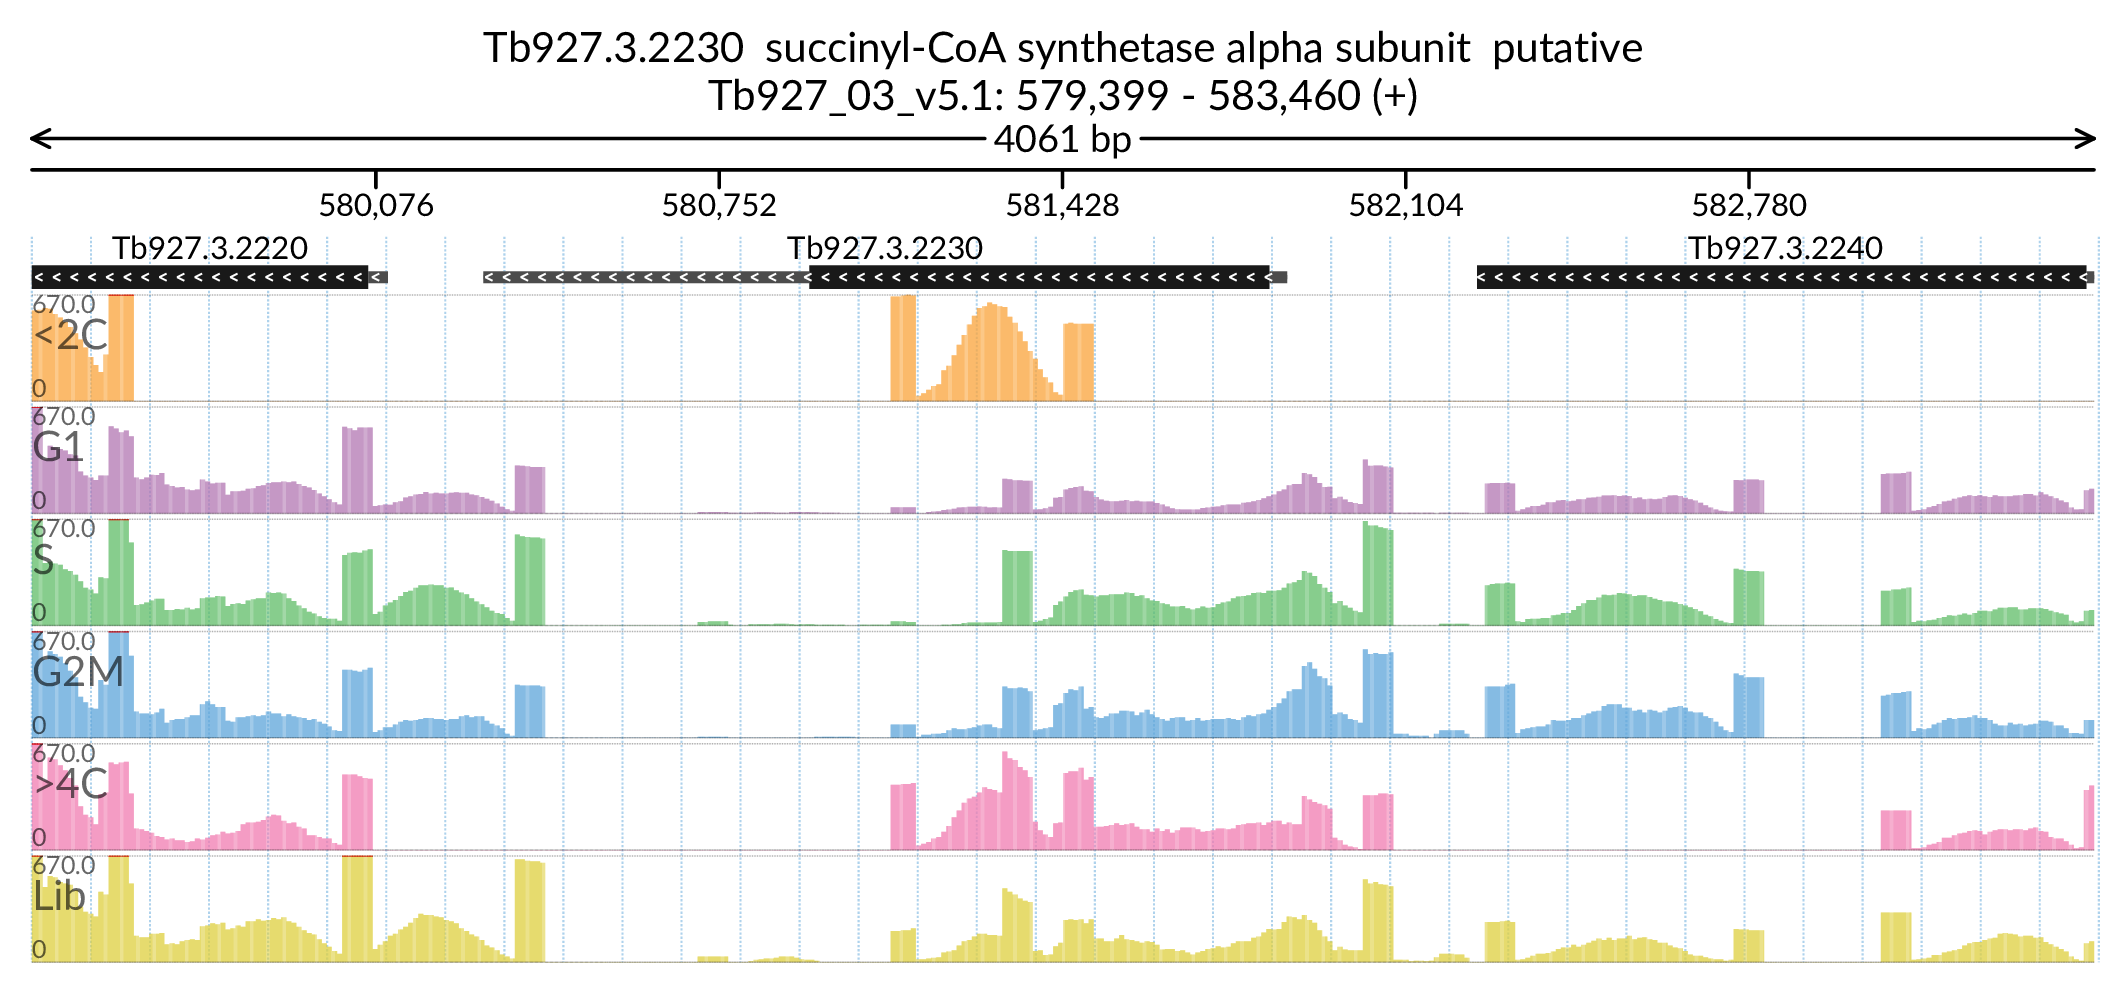 Tb927.3.2230 succinyl-CoA synthetase alpha subunit putative
Tb927_03_v5.1: 579,399 - 583,460 (+)
4061 bp
580,076 580,752 581,428 582,104 582,780
Tb927.3.2220 Tb927.3.2230 Tb927.3.2240
670.0
<2C
0
670.0
G1
0
670.0
S
0
670.0
G2M
0
670.0
>4C
0
670.0
Lib
0